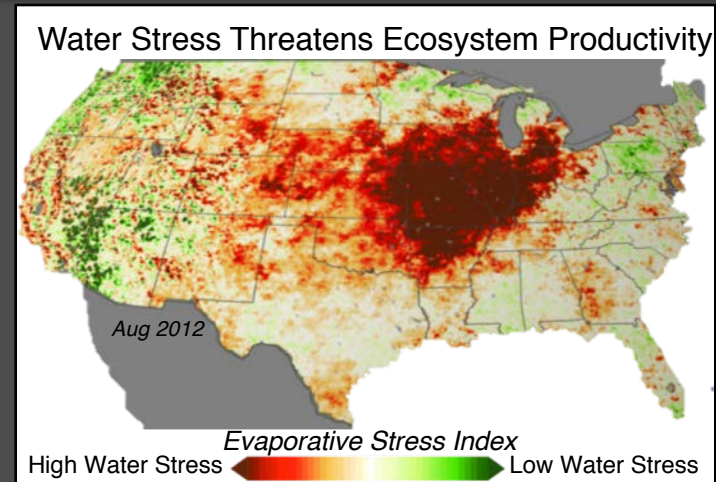 Water Stress Threatens Ecosystem Productivity
Aug 2012
Evaporative Stress Index
High Water Stress Low Water Stress